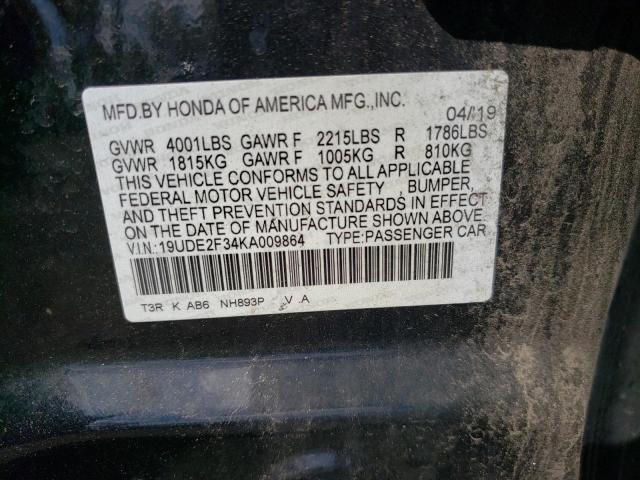 MFD.BY HONDA OF AMERICA MFG.,INC. 04/19
GVWR 4001LBS GAWR F 2215LBS R 1786LBS
GVWR 1815KG GAWR F 1005KG R 810KG
THIS VEHICLE CONFORMS TO ALL APPLICABLE
FEDERAL MOTOR VEHICLE SAFETY , BUMPER,
AND THEFT PREVENTION STANDARDS IN EFFECT
ON THE DATE OF MANUFACTURE SHOWN ABOVE.
V.I.N:19UDE2F34KA009864 TYPE:PASSENGER CAR
T3R K AB6 NH893P V .A